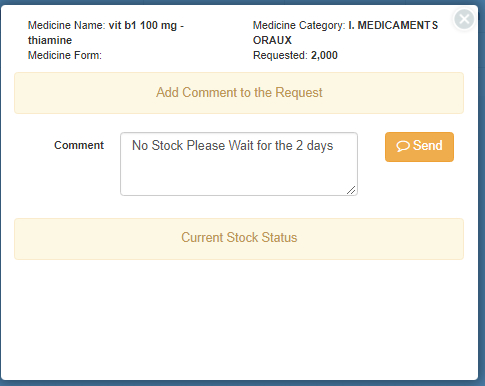 Medicine Name: vit b1 100 mg -
thiamine
Medicine Form:
Medicine Category: I. MEDICAMENTS
ORAUX
Requested: 2,000
Add Comment to the Request
Comment
No Stock Please Wait for the 2 days
Send
Current Stock Status